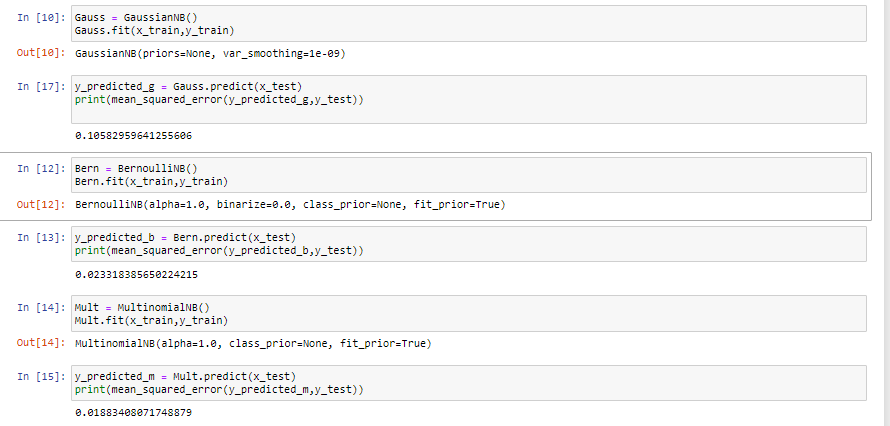 In [10]: Gauss = GaussianNB()
Gauss.fit(x_train,y_train)
Out[10]: GaussianNB(priors=None, var_smoothing=1e-09)
In [17]: y_predicted_g = Gauss.predict(x_test)
print(mean_squared_error(y_predicted_g,y_test))
0.10582959641255606
In [12]: Bern = BernoulliNB()
Bern.fit(x_train,y_train)
Out[12]: BernoulliNB(alpha=1.0, binarize=0.0, class_prior=None, fit_prior=True)
In [13]: y_predicted_b = Bern.predict(x_test)
print(mean_squared_error(y_predicted_b,y_test))
0.023318385650224215
In [14]: Mult = MultinomialNB()
Mult.fit(x_train,y_train)
Out[14]: MultinomialNB(alpha=1.0, class_prior=None, fit_prior=True)
In [15]: y_predicted_m = Mult.predict(x_test)
print(mean_squared_error(y_predicted_m,y_test))
0.01883408071748879